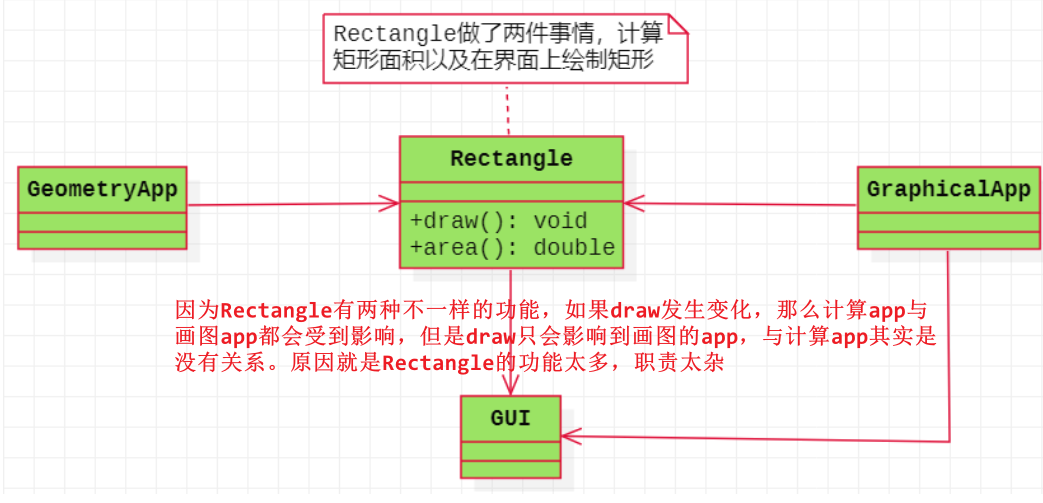 Rectangle做了两件事情，计算
矩形面积以及在界面上绘制矩形
Rectangle
GeometryApp
GraphicalApp
+draw(): void
+area(): double
因为Rectangle有两种不一样的功能，如果draw发生变化，那么计算app与
画图app都会受到影响，但是draw只会影响到画图的app，与计算app其实是
没有关系。原因就是Rectangle的功能太多，职责太杂
GUI